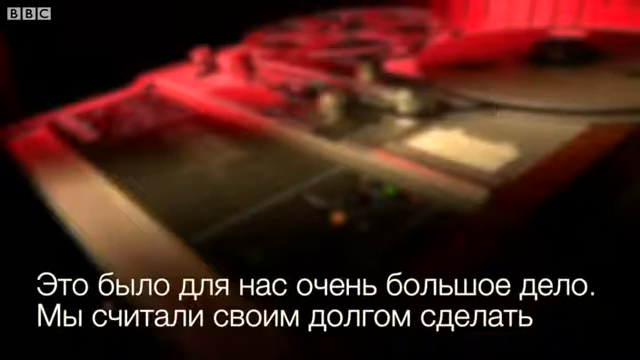 BBC
Это было для нас очень большое дело.
Мы считали своим долгом сделать